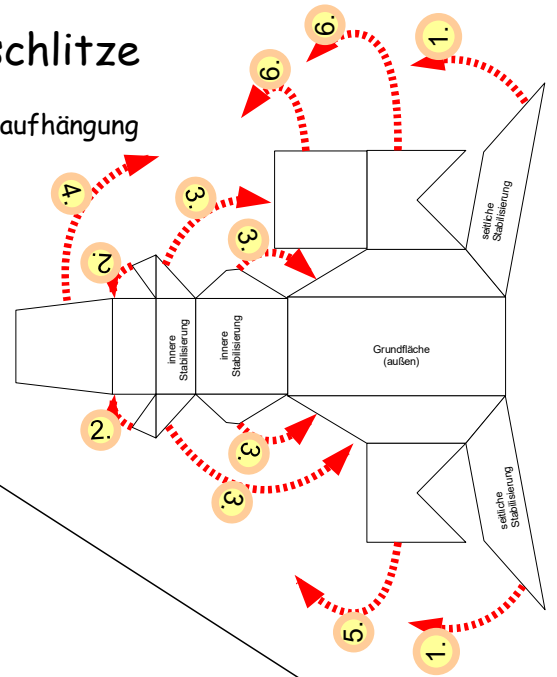 schlitze
aufhängung
1.
6.
6.
4.
3.
2.
3.
seitliche
Stabilisierung
innere
Stabilisierung
innere
Stabilisierung
Grundfläche
(außen)
2.
3.
3.
seitliche
Stabilisierung
5.
1.